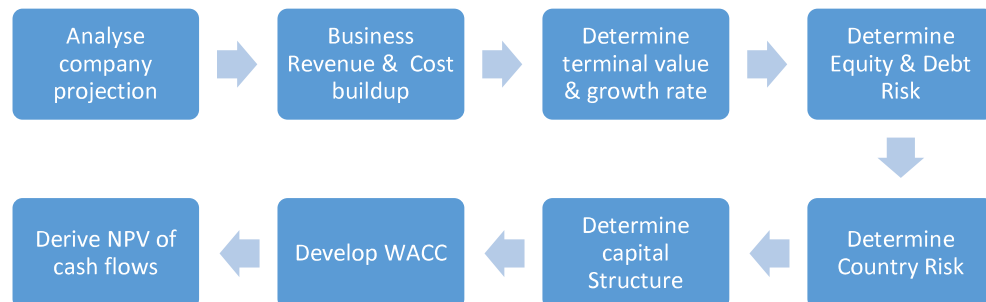 Analyse
company
projection
Business
Revenue & Cost
buildup
Determine
terminal value
& growth rate
Determine
Equity & Debt
Risk
Determine
Country Risk
Determine
capital
Structure
Develop WACC
Derive NPV of
cash flows